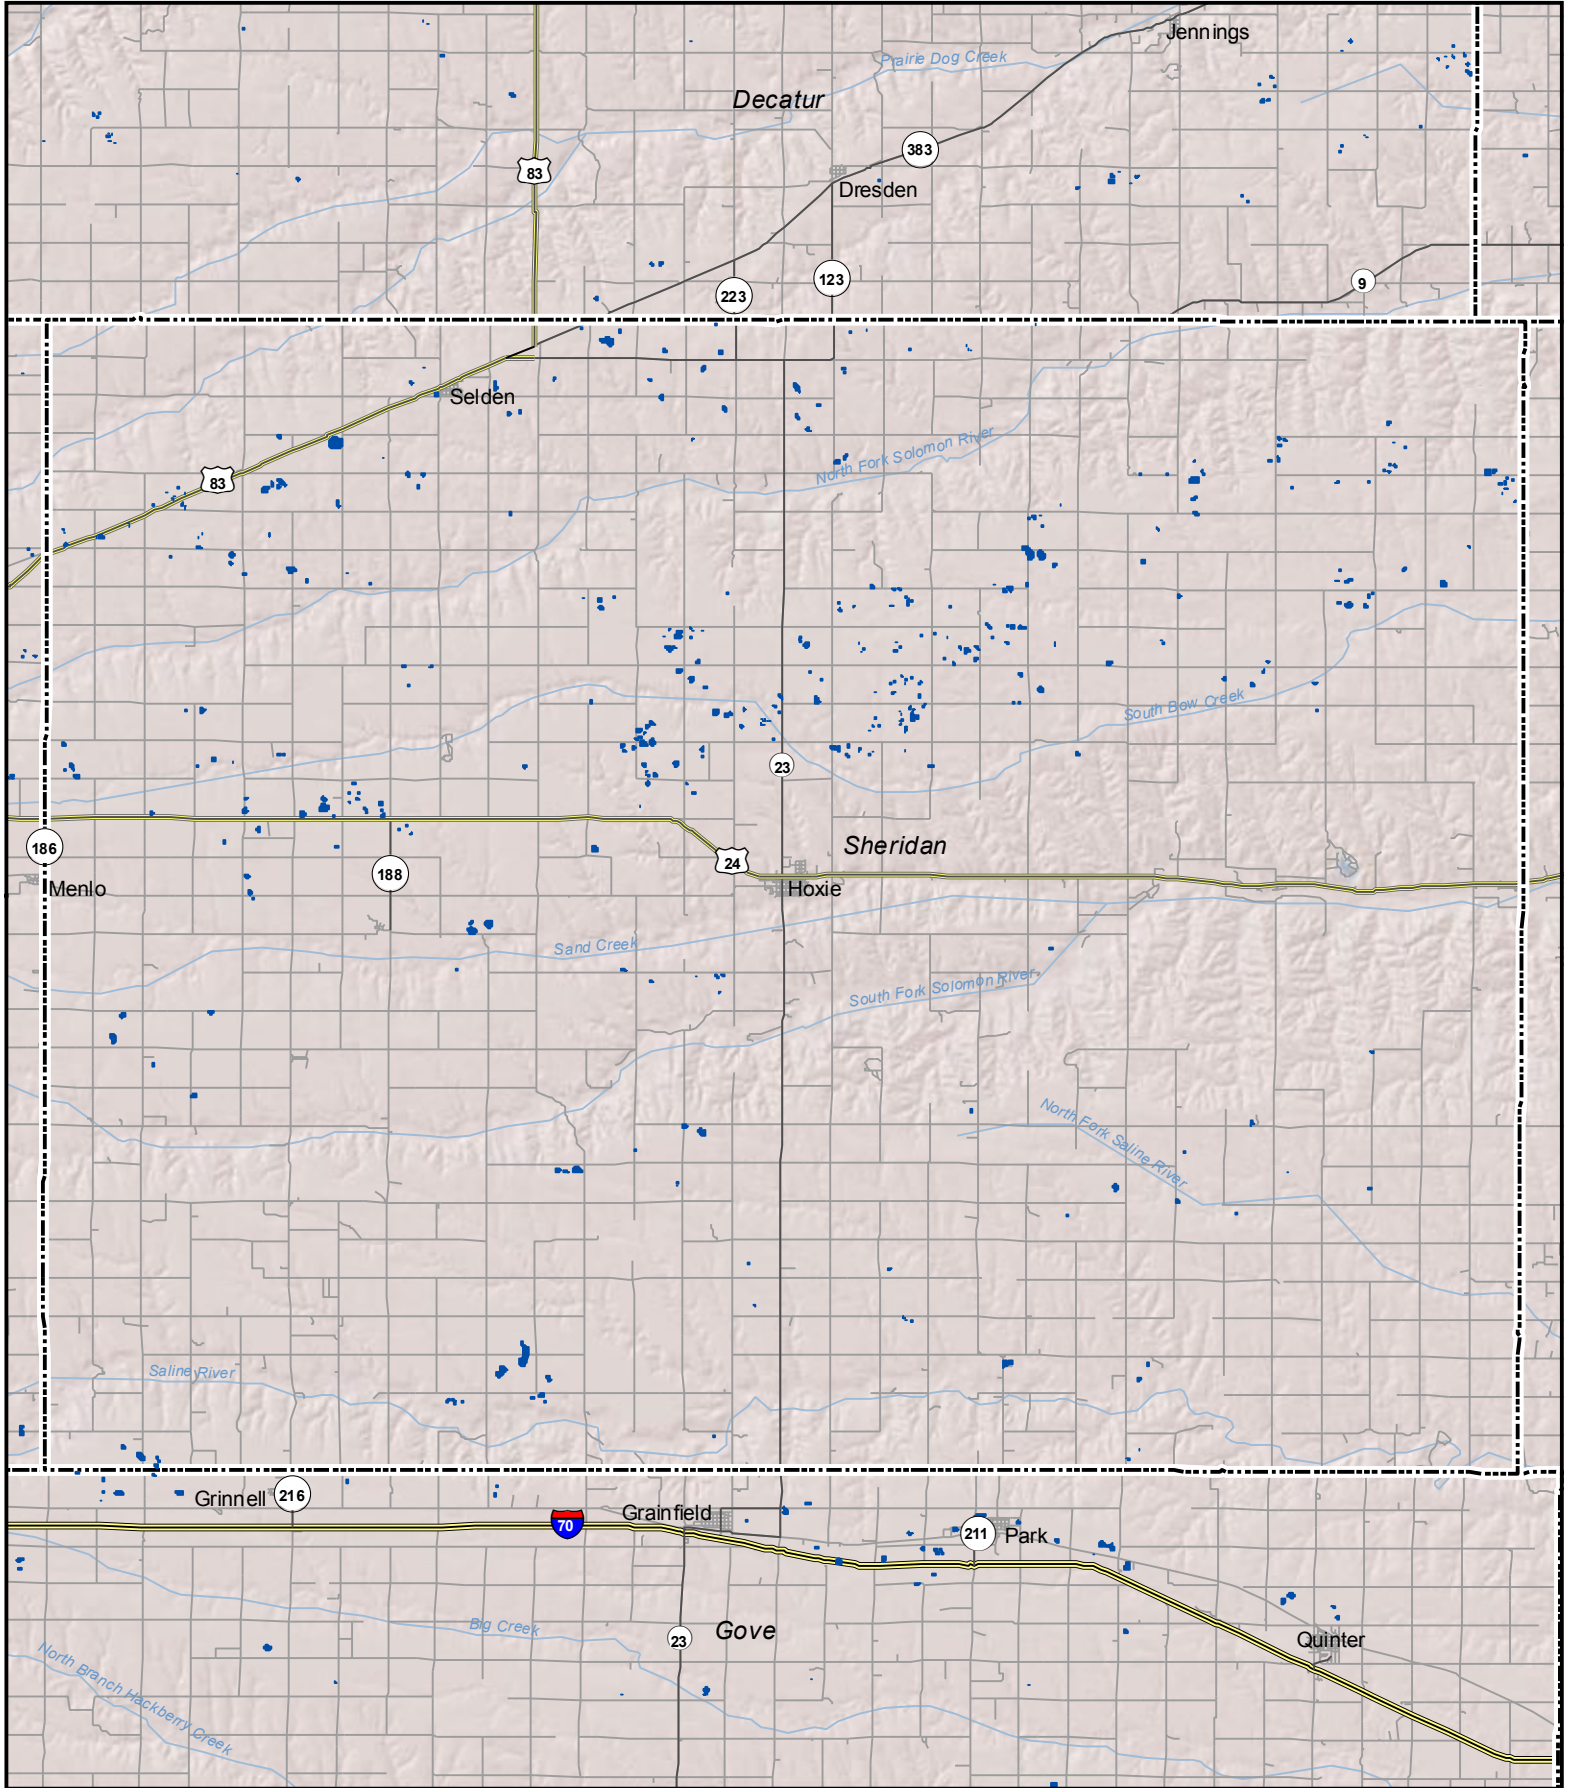 Jennings
Prairie Dog Creek
Decatur
383
83
Dresden
123
223
9
Selden
North Fork Solomon River
83
South Bow Creek
23
186
Sheridan
24
188
Menlo
Hoxie
Sand Creek
South Fork Solomon River
North Fork Saline River
Saline River
Grinnell
216
Grainfield
70
211
Park
Big Creek
23
Gove
Quinter
North Branch Hackberry Creek